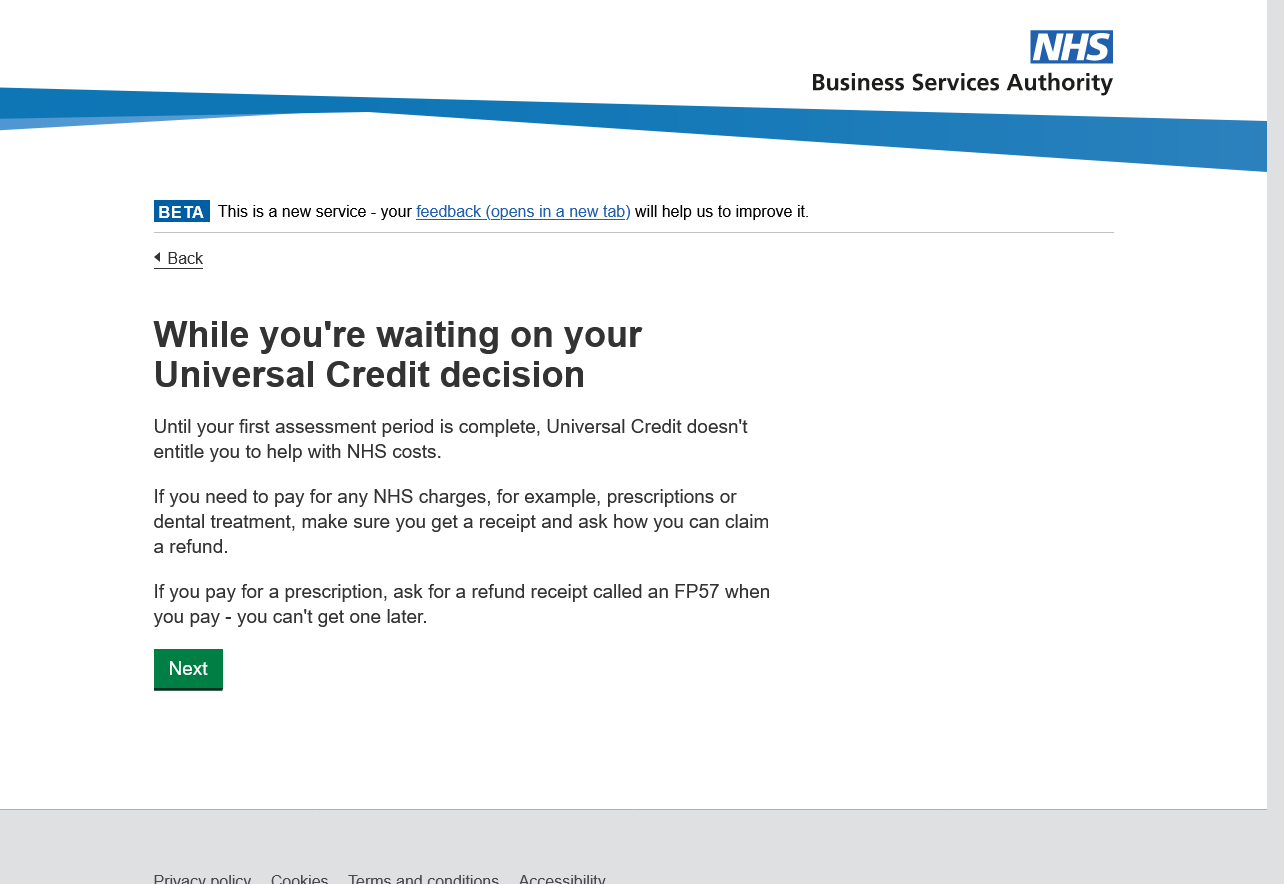 NHS
Business Services Authority
BETA This is a new service - your feedback (opens in a new tab) will help us to improve it.
Back
While you're waiting on your
Universal Credit decision
Until your first assessment period is complete, Universal Credit doesn't
entitle you to help with NHS costs.
If you need to pay for any NHS charges, for example, prescriptions or
dental treatment, make sure you get a receipt and ask how you can claim
a refund.
If you pay for a prescription, ask for a refund receipt called an FP57 when
you pay - you can't get one later.
Next
Privacy policy Cookies Terms and conditions Accessibility